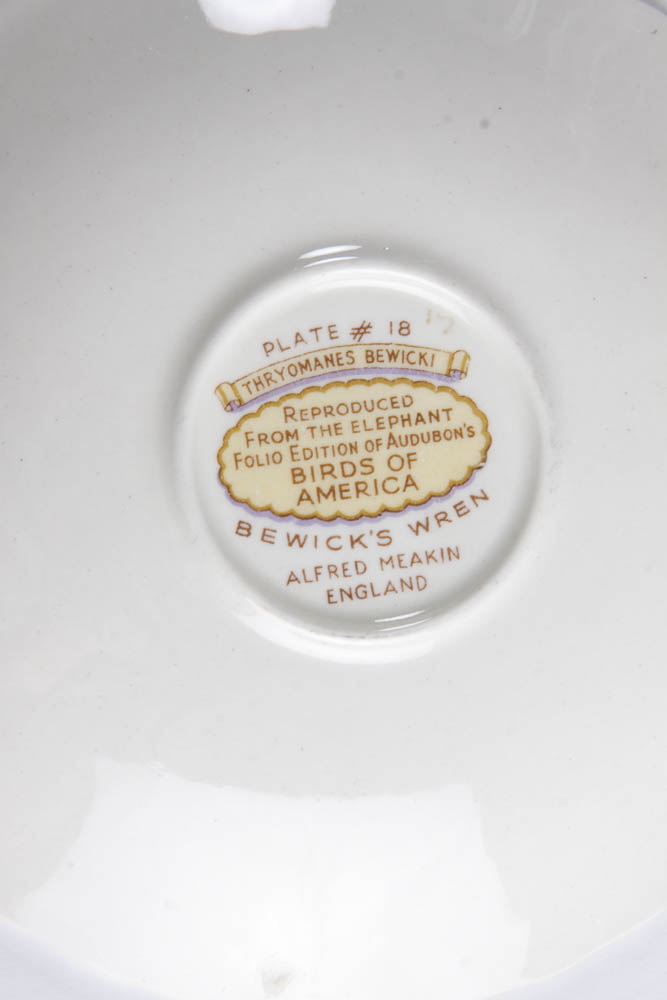 PLATE # 18
THRYOMANES BEWICKI
REPRODUCED
FROM THE ELEPHANT
FOLIO EDITION OF AUDUBON'S
BIRDS OF
AMERICA
BEWICK'S WREN
ALFRED MEAKIN
ENGLAND